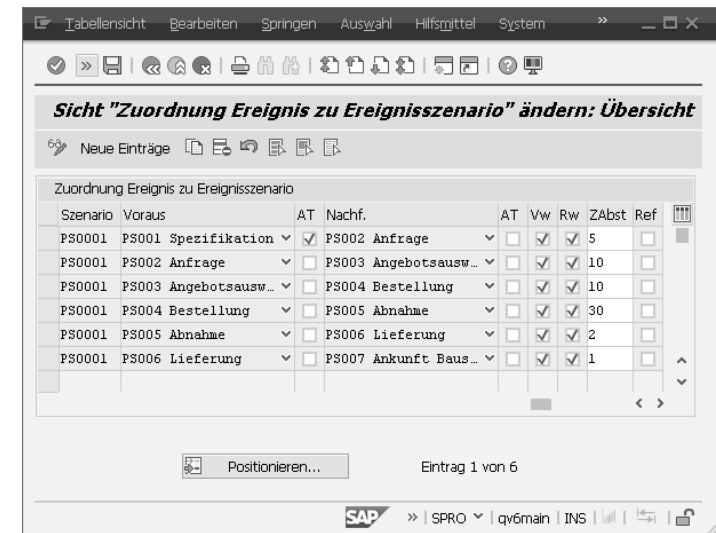 Tabellensicht Bearbeiten Springen Auswahl Hilfsmittel System »
Sicht "Zuordnung Ereignis zu Ereignisszenario" ändern: Übersicht
Neue Einträge
Zuordnung Ereignis zu Ereignisszenario
Szenario Voraus AT Nachf. AT Vw Rw ZAbst Ref
PS0001 PS001 Spezifikation PS002 Anfrage 5
PS0001 PS002 Anfrage PS003 Angebotsausw… 10
PS0001 PS003 Angebotsausw… PS004 Bestellung 10
PS0001 PS004 Bestellung PS005 Abnahme 30
PS0001 PS005 Abnahme PS006 Lieferung 2
PS0001 PS006 Lieferung PS007 Ankunft Baus… 1
Positionieren... Eintrag 1 von 6
SAP » SPRO qv6main INS